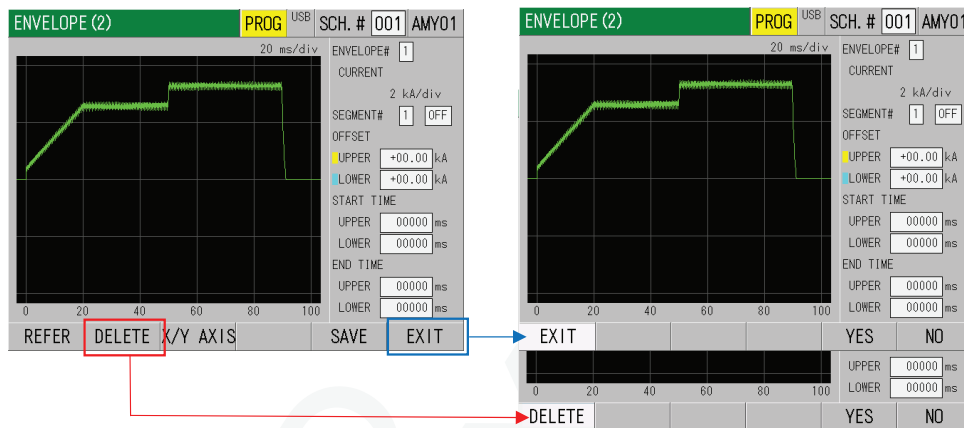 ENVELOPE (2) PROG USB SCH. # 001 AMY01
20 ms/div
ENVELOPE# 1
CURRENT
2 kA/div
SEGMENT# 1 OFF
OFFSET
UPPER +00.00 kA
LOWER +00.00 kA
START TIME
UPPER 00000 ms
LOWER 00000 ms
END TIME
UPPER 00000 ms
LOWER 00000 ms
0 20 40 60 80 100
REFER DELETE X/Y AXIS SAVE EXIT
ENVELOPE (2) PROG USB SCH. # 001 AMY01
20 ms/div
ENVELOPE# 1
CURRENT
2 kA/div
SEGMENT# 1 OFF
OFFSET
UPPER +00.00 kA
LOWER +00.00 kA
START TIME
UPPER 00000 ms
LOWER 00000 ms
END TIME
UPPER 00000 ms
LOWER 00000 ms
0 20 40 60 80 100
EXIT YES NO
UPPER 00000 ms
LOWER 00000 ms
0 20 40 60 80 100
DELETE YES NO